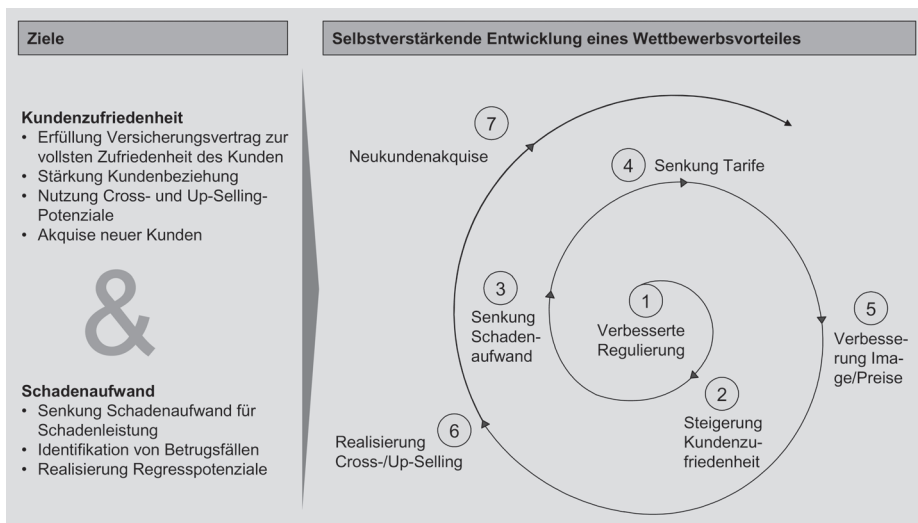 Ziele
Kundenzufriedenheit
• Erfüllung Versicherungsvertrag zur
vollsten Zufriedenheit des Kunden
• Stärkung Kundenbeziehung
• Nutzung Cross- und Up-Selling-
Potenziale
• Akquise neuer Kunden
&
Schadenaufwand
• Senkung Schadenaufwand für
Schadenleistung
• Identifikation von Betrugsfällen
• Realisierung Regresspotenziale
Selbstverstärkende Entwicklung eines Wettbewerbsvorteiles
1
Verbesserte
Regulierung
2
Steigerung
Kundenzu-
friedenheit
3
Senkung
Schaden-
aufwand
4 Senkung Tarife
5
Verbesse-
rung Ima-
ge/Preise
6
Realisierung
Cross-/Up-Selling
7
Neukundenakquise